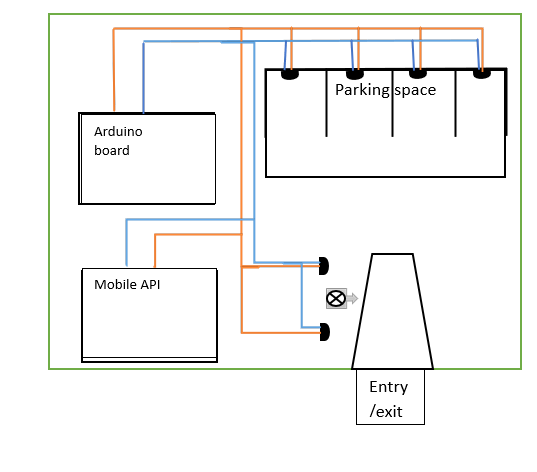 Parking space
Arduino
board
Mobile API
Entry
/exit